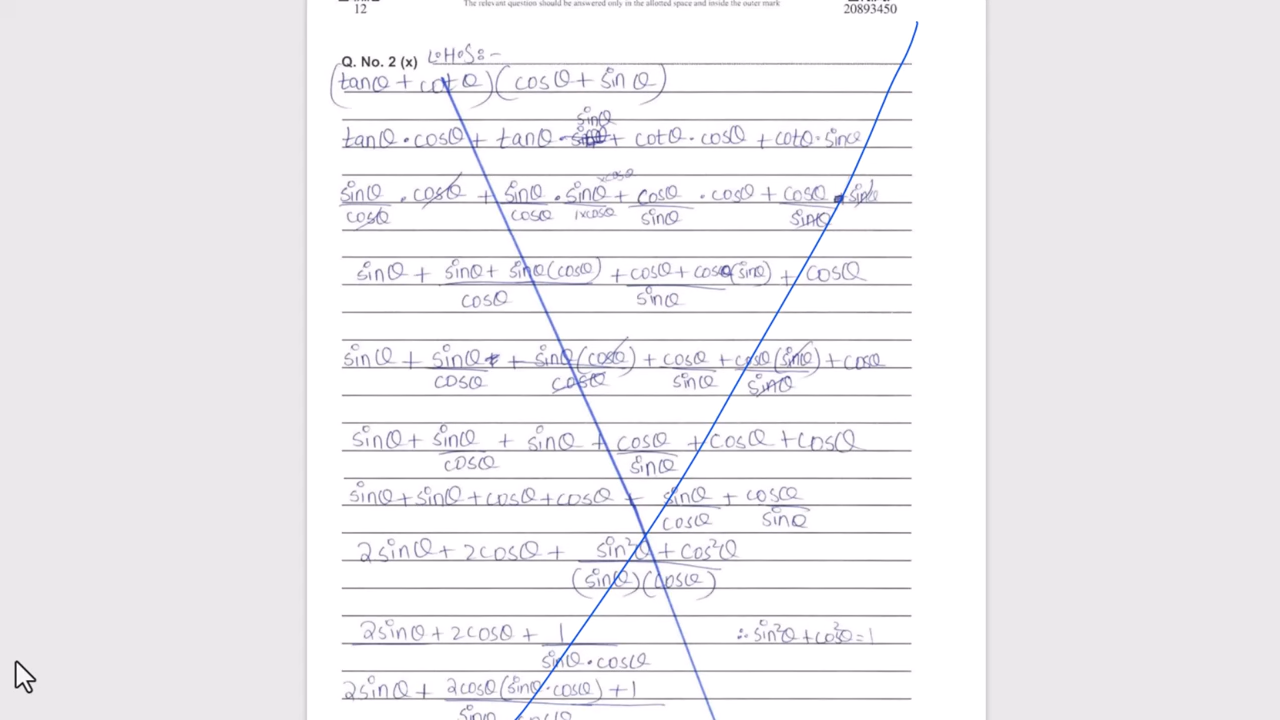 The relevant question should be answered only in the allotted space and inside the outer mark
12
20893450
Q. No. 2 (x) L.H.S:-
(tanθ + cotθ)(cosθ + sinθ)
tanθ·cosθ + tanθ·sinθ + cotθ·cosθ + cotθ·sinθ
sinθ/cosθ · cosθ + sinθ/cosθ · sinθ×cosθ/1×cosθ + cosθ/sinθ · cosθ + cosθ/sinθ · sinθ
sinθ + sinθ + sinθ(cosθ)/cosθ + cosθ + cosθ(sinθ)/sinθ + cosθ
sinθ + sinθ/cosθ + sinθ(cosθ)/cosθ + cosθ/sinθ + cosθ(sinθ)/sinθ + cosθ
sinθ + sinθ/cosθ + sinθ + cosθ/sinθ + cosθ + cosθ
sinθ + sinθ + cosθ + cosθ + sinθ/cosθ + cosθ/sinθ
2sinθ + 2cosθ + sin²θ + cos²θ/(sinθ)(cosθ)
2sinθ + 2cosθ + 1/sinθ·cosθ ∴ sin²θ + cos²θ = 1
2sinθ + 2cosθ(sinθ·cosθ) + 1/sinθ cosθ